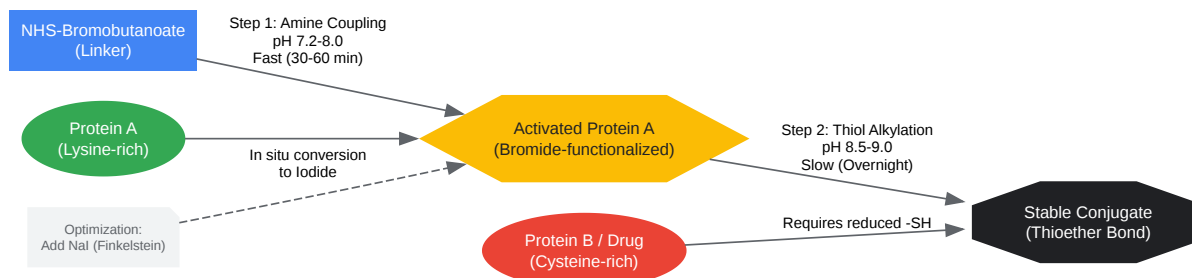 NHS-Bromobutanoate
(Linker)
Step 1: Amine Coupling
pH 7.2-8.0
Fast (30-60 min)
Protein A
(Lysine-rich)
In situ conversion
to Iodide
Activated Protein A
(Bromide-functionalized)
Step 2: Thiol Alkylation
pH 8.5-9.0
Slow (Overnight)
Optimization:
Add NaI (Finkelstein)
Protein B / Drug
(Cysteine-rich)
Requires reduced -SH
Stable Conjugate
(Thioether Bond)